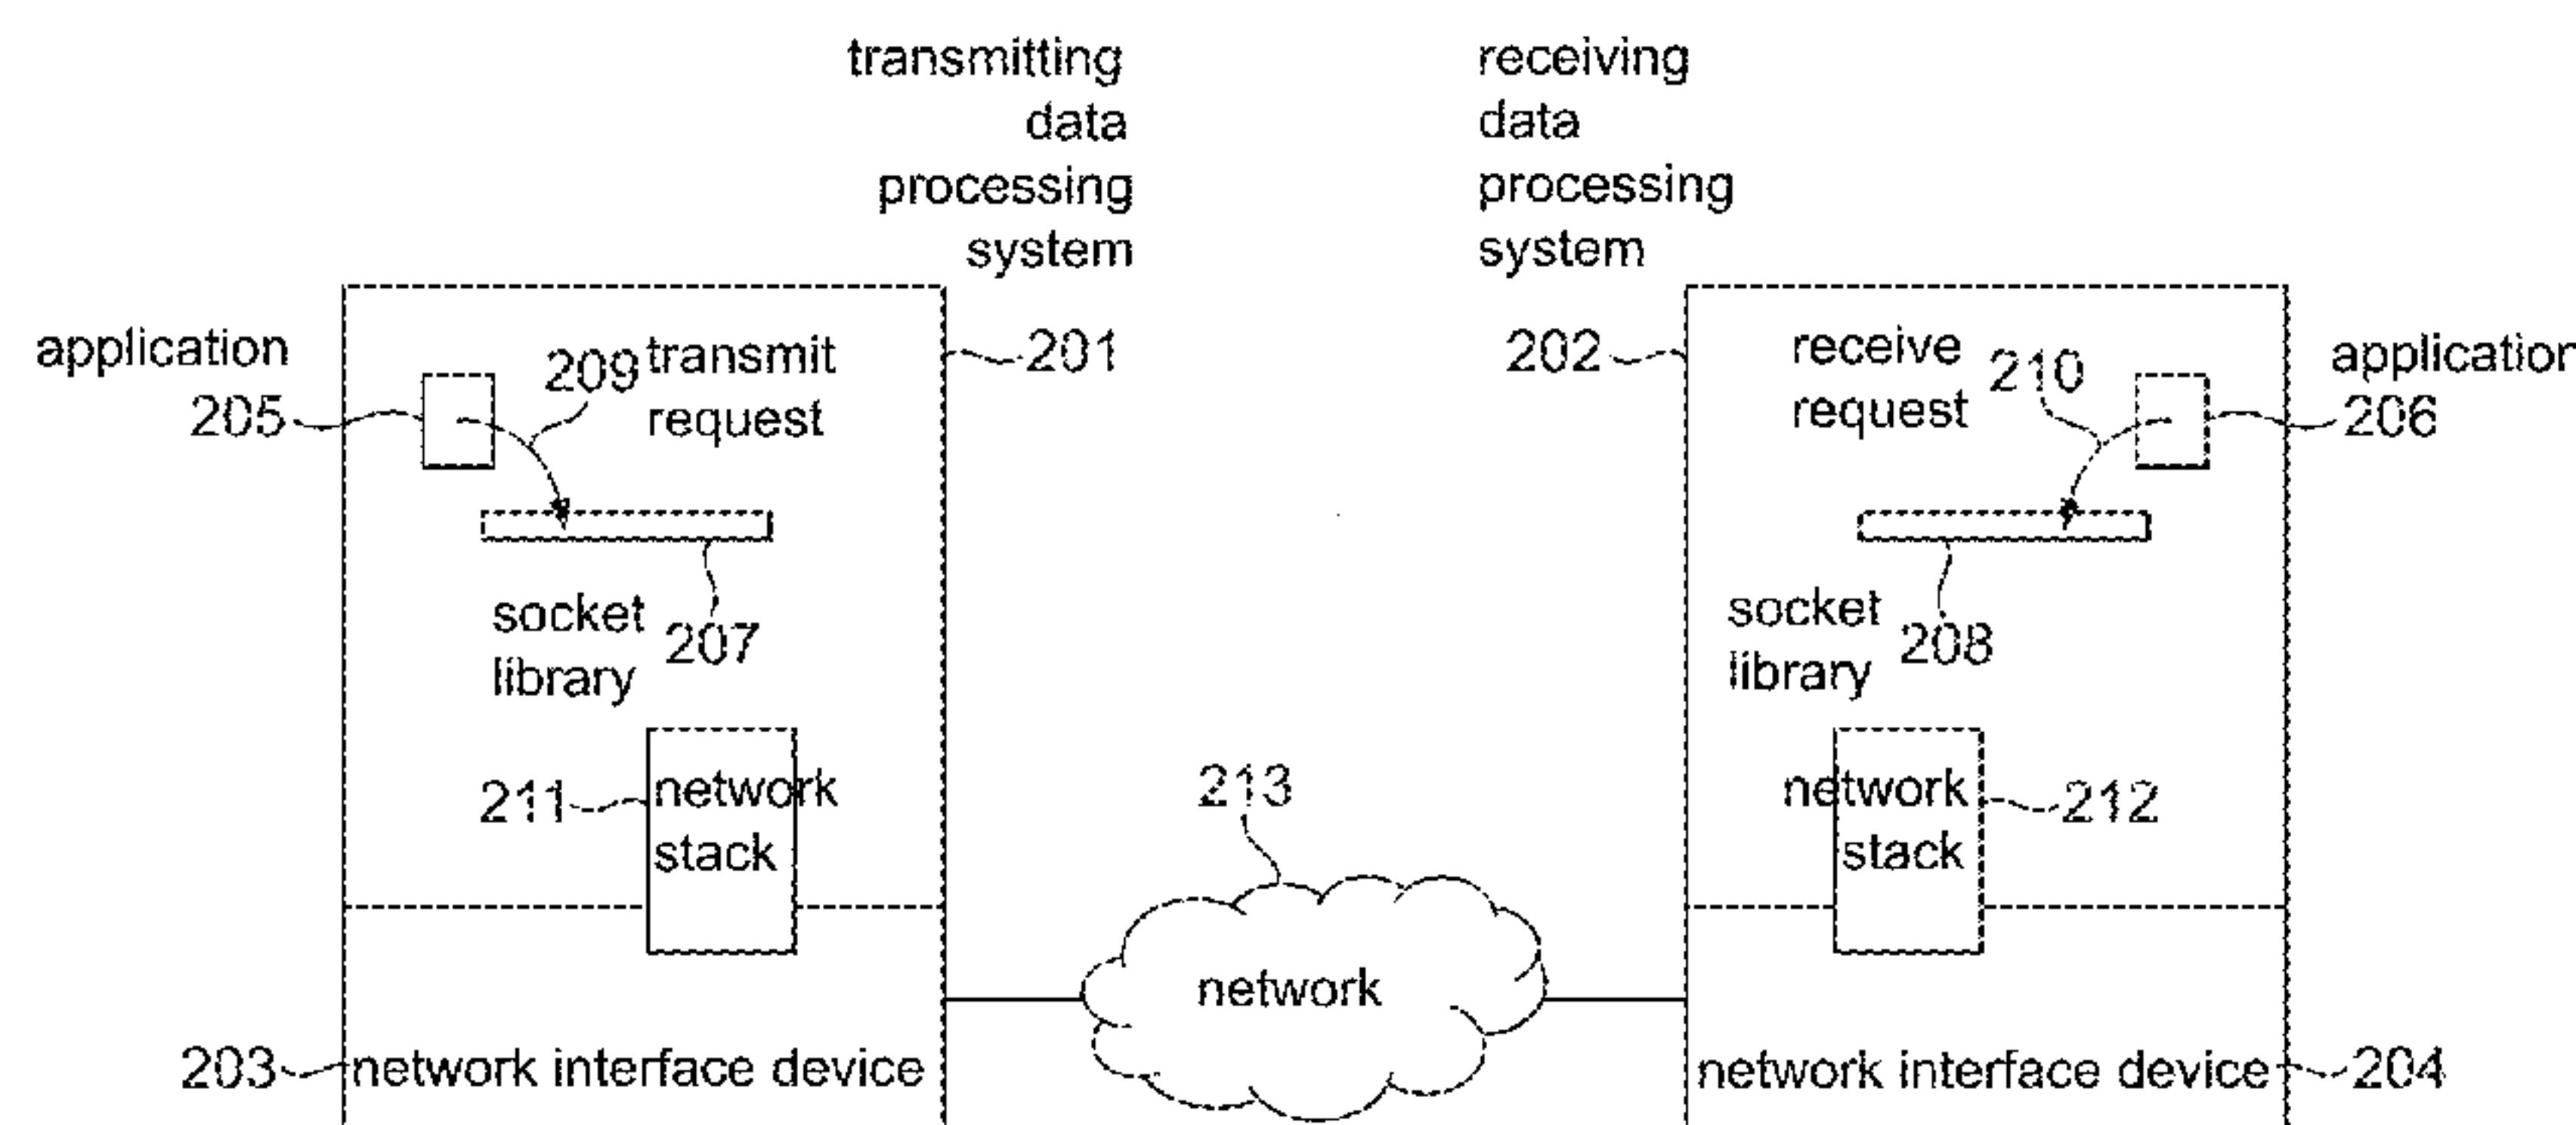 transmitting
data
processing
system
receiving
data
processing
system
application
205
209
transmit
request
201
202
receive
request
210
application
206
socket
library
207
socket
library
208
211
network
stack
213
network
stack
212
network
203
network interface device
network interface device
204